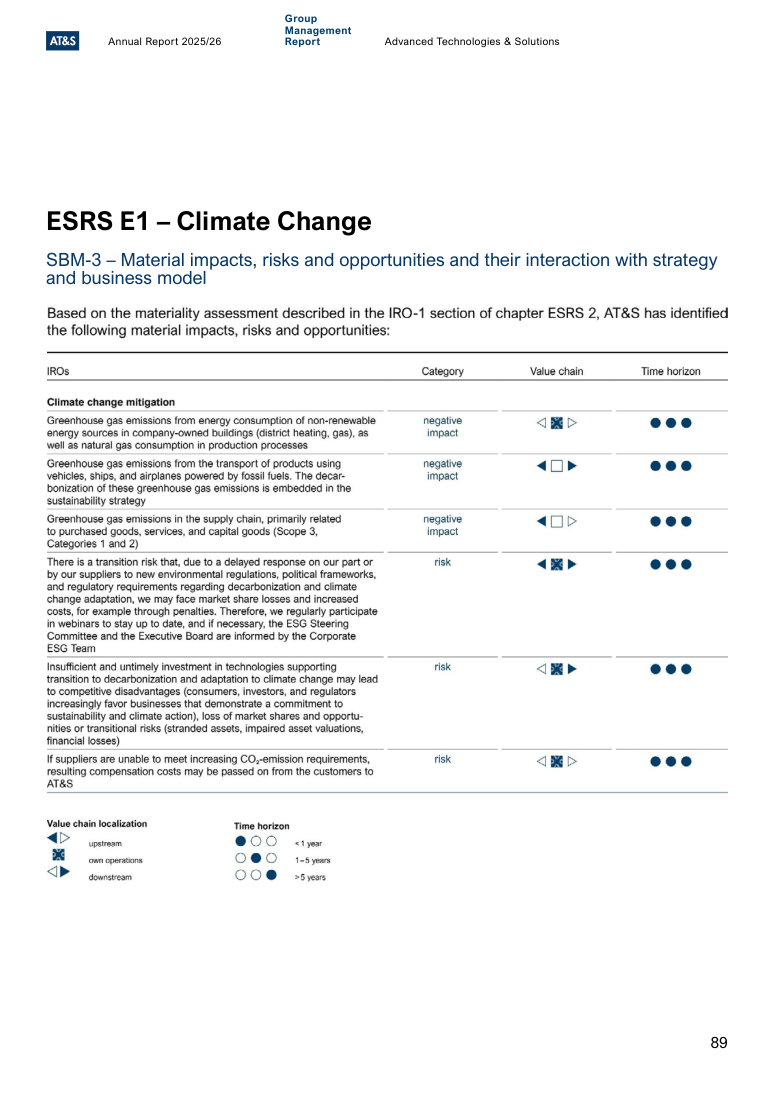 AT&S
Annual Report 2025/26
Group
Management
Report
Advanced Technologies & Solutions
ESRS E1 – Climate Change
SBM-3 – Material impacts, risks and opportunities and their interaction with strategy
and business model
Based on the materiality assessment described in the IRO-1 section of chapter ESRS 2, AT&S has identified
the following material impacts, risks and opportunities:
IROs Category Value chain Time horizon
Climate change mitigation
Greenhouse gas emissions from energy consumption of non-renewable
energy sources in company-owned buildings (district heating, gas), as
well as natural gas consumption in production processes
negative
impact
Greenhouse gas emissions from the transport of products using
vehicles, ships, and airplanes powered by fossil fuels. The decar-
bonization of these greenhouse gas emissions is embedded in the
sustainability strategy
negative
impact
Greenhouse gas emissions in the supply chain, primarily related
to purchased goods, services, and capital goods (Scope 3,
Categories 1 and 2)
negative
impact
There is a transition risk that, due to a delayed response on our part or
by our suppliers to new environmental regulations, political frameworks,
and regulatory requirements regarding decarbonization and climate
change adaptation, we may face market share losses and increased
costs, for example through penalties. Therefore, we regularly participate
in webinars to stay up to date, and if necessary, the ESG Steering
Committee and the Executive Board are informed by the Corporate
ESG Team
risk
Insufficient and untimely investment in technologies supporting
transition to decarbonization and adaptation to climate change may lead
to competitive disadvantages (consumers, investors, and regulators
increasingly favor businesses that demonstrate a commitment to
sustainability and climate action), loss of market shares and opportu-
nities or transitional risks (stranded assets, impaired asset valuations,
financial losses)
risk
If suppliers are unable to meet increasing CO₂-emission requirements,
resulting compensation costs may be passed on from the customers to
AT&S
risk
Value chain localization
upstream
own operations
downstream
Time horizon
< 1 year
1–5 years
> 5 years
89